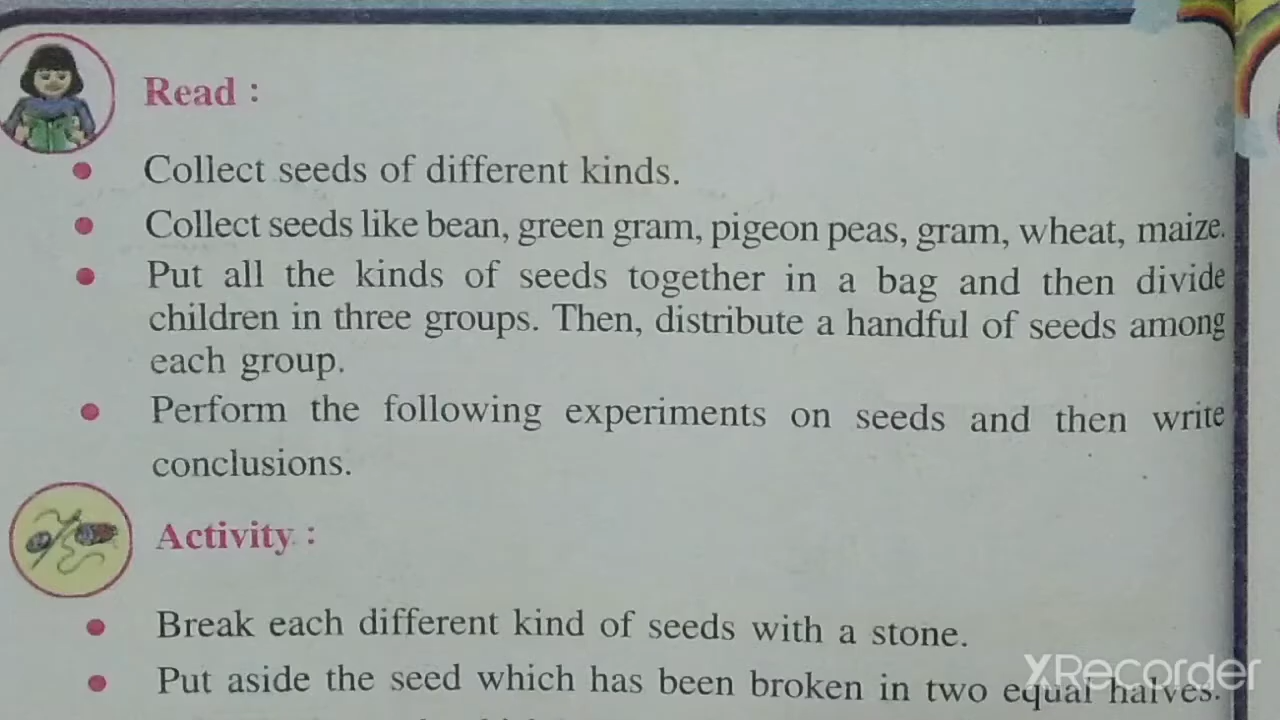 Read :
Collect seeds of different kinds.
Collect seeds like bean, green gram, pigeon peas, gram, wheat, maize.
Put all the kinds of seeds together in a bag and then divide
children in three groups. Then, distribute a handful of seeds among
each group.
Perform the following experiments on seeds and then write
conclusions.
Activity :
Break each different kind of seeds with a stone.
Put aside the seed which has been broken in two equal halves.
XRecorder